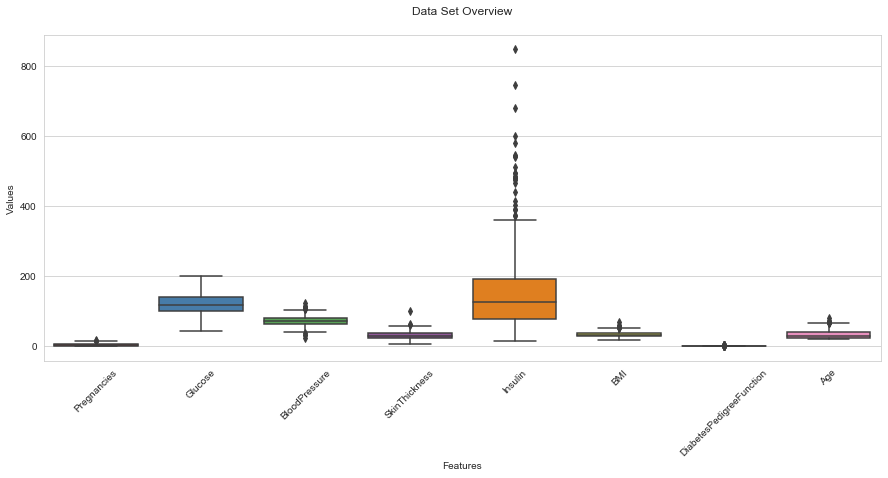 Data Set Overview
800
600
400
200
0
Values
Pregnancies
Glucose
BloodPressure
SkinThickness
Insulin
BMI
DiabetesPedigreeFunction
Age
Features